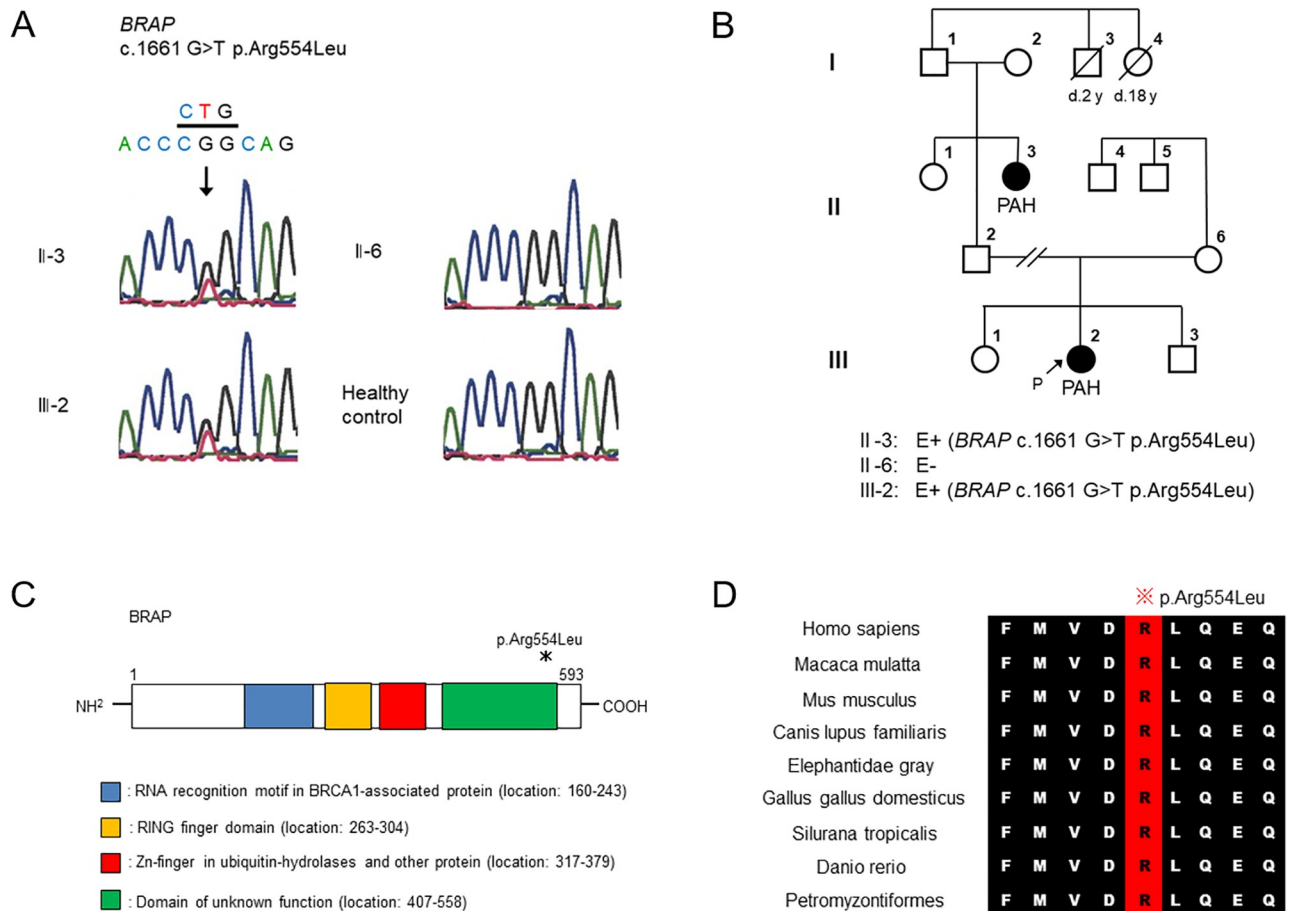 A
BRAP
c.1661 G>T p.Arg554Leu
C T G
A C C C G G C A G
Ⅱ-3
Ⅱ-6
Ⅲ-2
Healthy
control
B
I
1
2
3
4
d.2 y
d.18 y
II
1
3
4
5
PAH
2
6
III
1
2
3
P
PAH
II-3: E+ (BRAP c.1661 G>T p.Arg554Leu)
II-6: E-
III-2: E+ (BRAP c.1661 G>T p.Arg554Leu)
C
BRAP
p.Arg554Leu
*
1
593
NH²
COOH
: RNA recognition motif in BRCA1-associated protein (location: 160-243)
: RING finger domain (location: 263-304)
: Zn-finger in ubiquitin-hydrolases and other protein (location: 317-379)
: Domain of unknown function (location: 407-558)
D
※ p.Arg554Leu
Homo sapiens F M V D R L Q E Q
Macaca mulatta F M V D R L Q E Q
Mus musculus F M V D R L Q E Q
Canis lupus familiaris F M V D R L Q E Q
Elephantidae gray F M V D R L Q E Q
Gallus gallus domesticus F M V D R L Q E Q
Silurana tropicalis F M V D R L Q E Q
Danio rerio F M V D R L Q E Q
Petromyzontiformes F M V D R L Q E Q